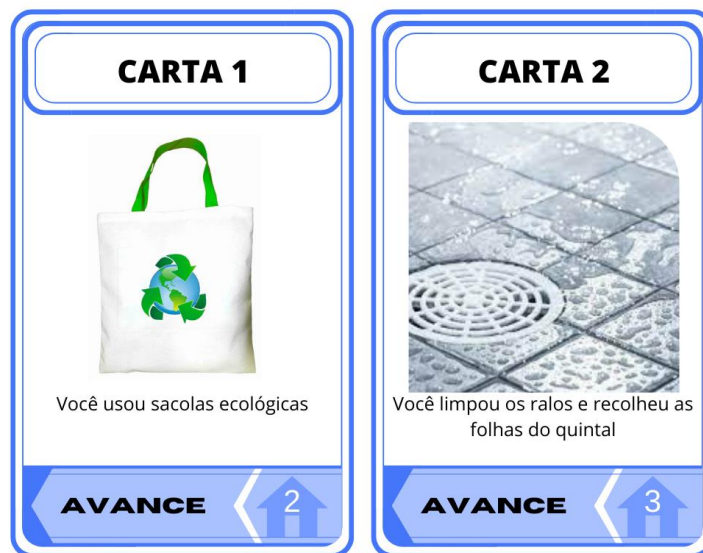 CARTA 1
Você usou sacolas ecológicas
AVANCE 2
CARTA 2
Você limpou os ralos e recolheu as
folhas do quintal
AVANCE 3